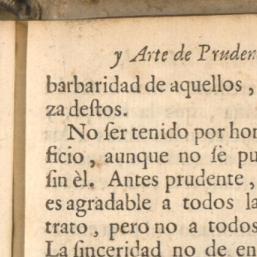 y Arte de Pruden
barbaridad de aquellos,
za deſtos.
No ſer tenido por hom
ficio, aunque no ſe pu
ſin èl. Antes prudente,
es agradable a todos la
trato, pero no a todos
La ſinceridad no de en